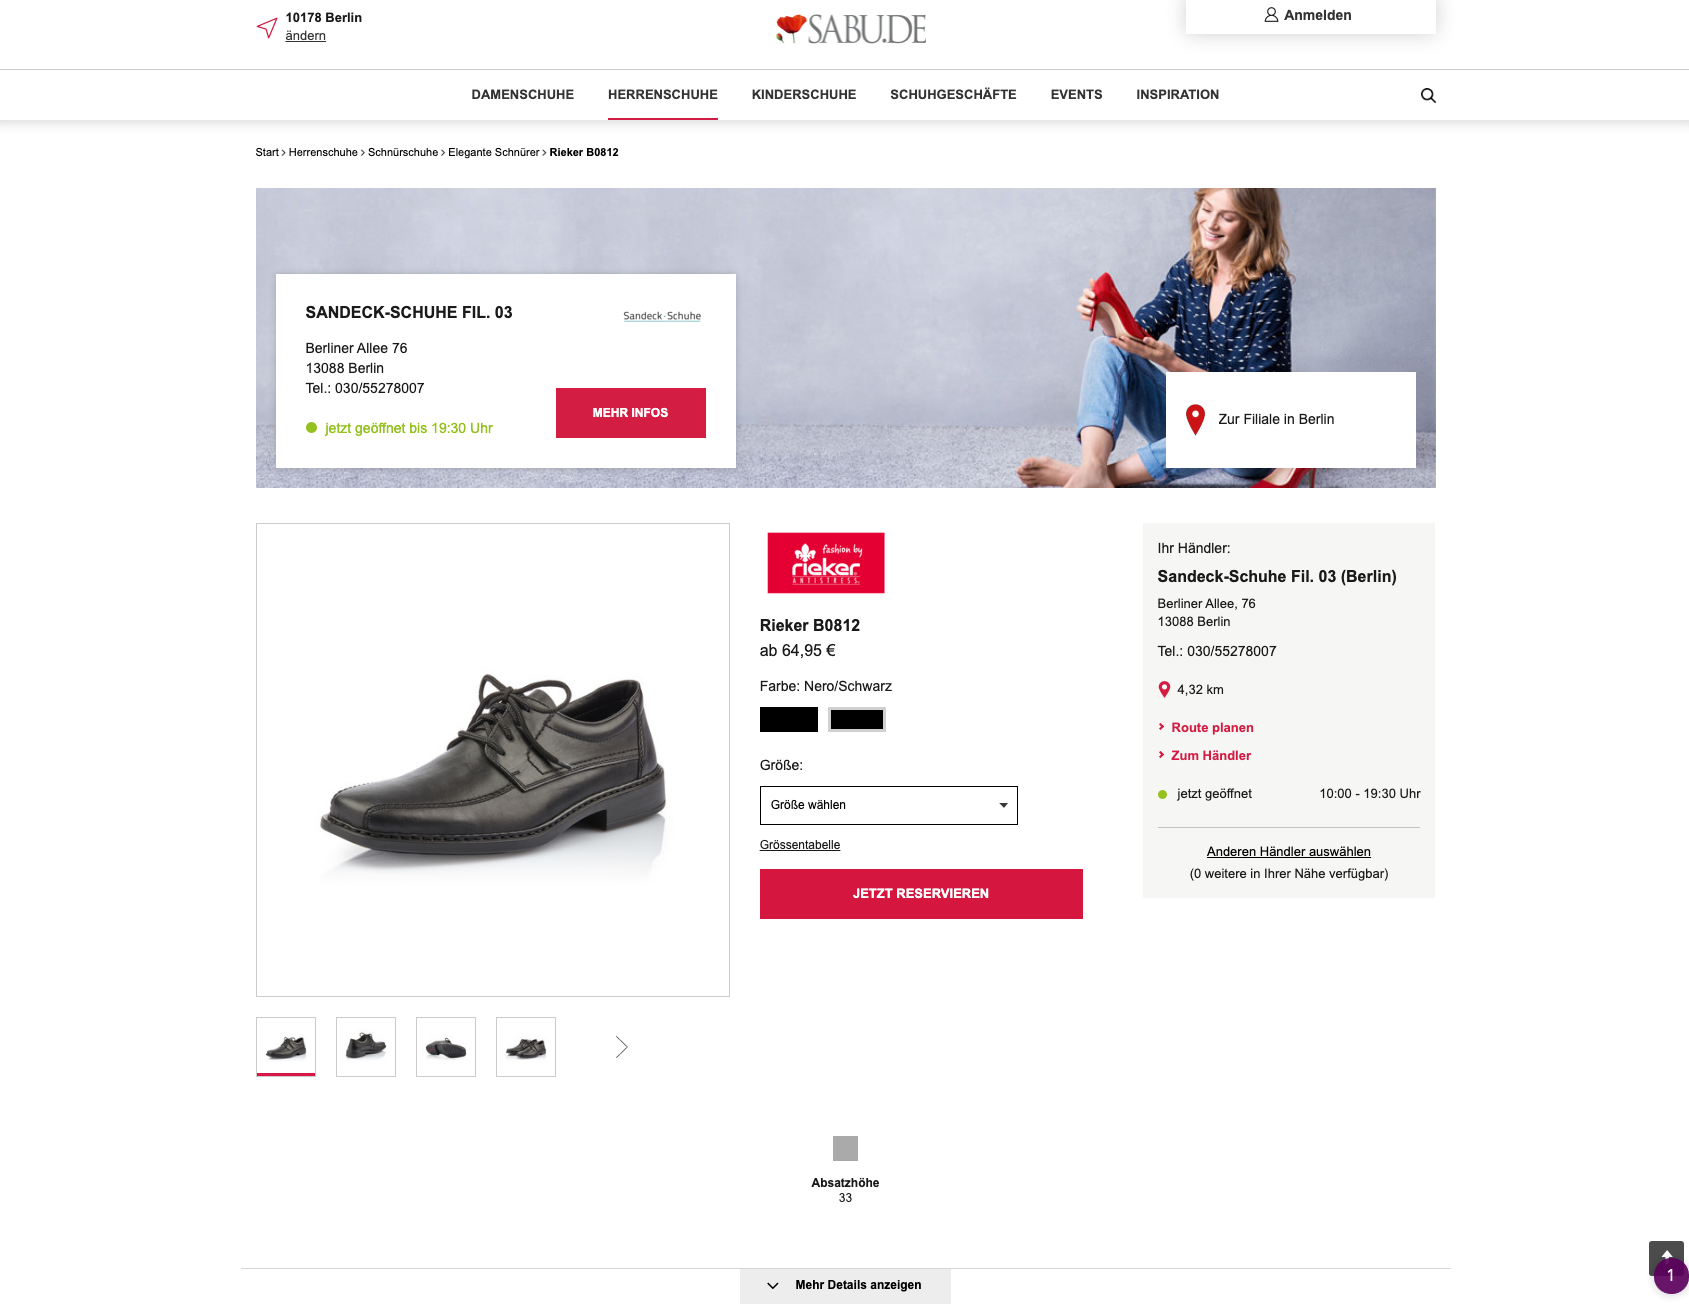 10178 Berlin
ändern
SABU.DE
Anmelden
DAMENSCHUHE HERRENSCHUHE KINDERSCHUHE SCHUHGESCHÄFTE EVENTS INSPIRATION
Start › Herrenschuhe › Schnürschuhe › Elegante Schnürer › Rieker B0812
SANDECK-SCHUHE FIL. 03
Sandeck·Schuhe
Berliner Allee 76
13088 Berlin
Tel.: 030/55278007
jetzt geöffnet bis 19:30 Uhr
MEHR INFOS
Zur Filiale in Berlin
fashion by
rieker
ANTISTRESS
Rieker B0812
ab 64,95 €
Farbe: Nero/Schwarz
Größe:
Größe wählen
Grössentabelle
JETZT RESERVIEREN
Ihr Händler:
Sandeck-Schuhe Fil. 03 (Berlin)
Berliner Allee, 76
13088 Berlin
Tel.: 030/55278007
4,32 km
Route planen
Zum Händler
jetzt geöffnet 10:00 - 19:30 Uhr
Anderen Händler auswählen
(0 weitere in Ihrer Nähe verfügbar)
Absatzhöhe
33
Mehr Details anzeigen
1